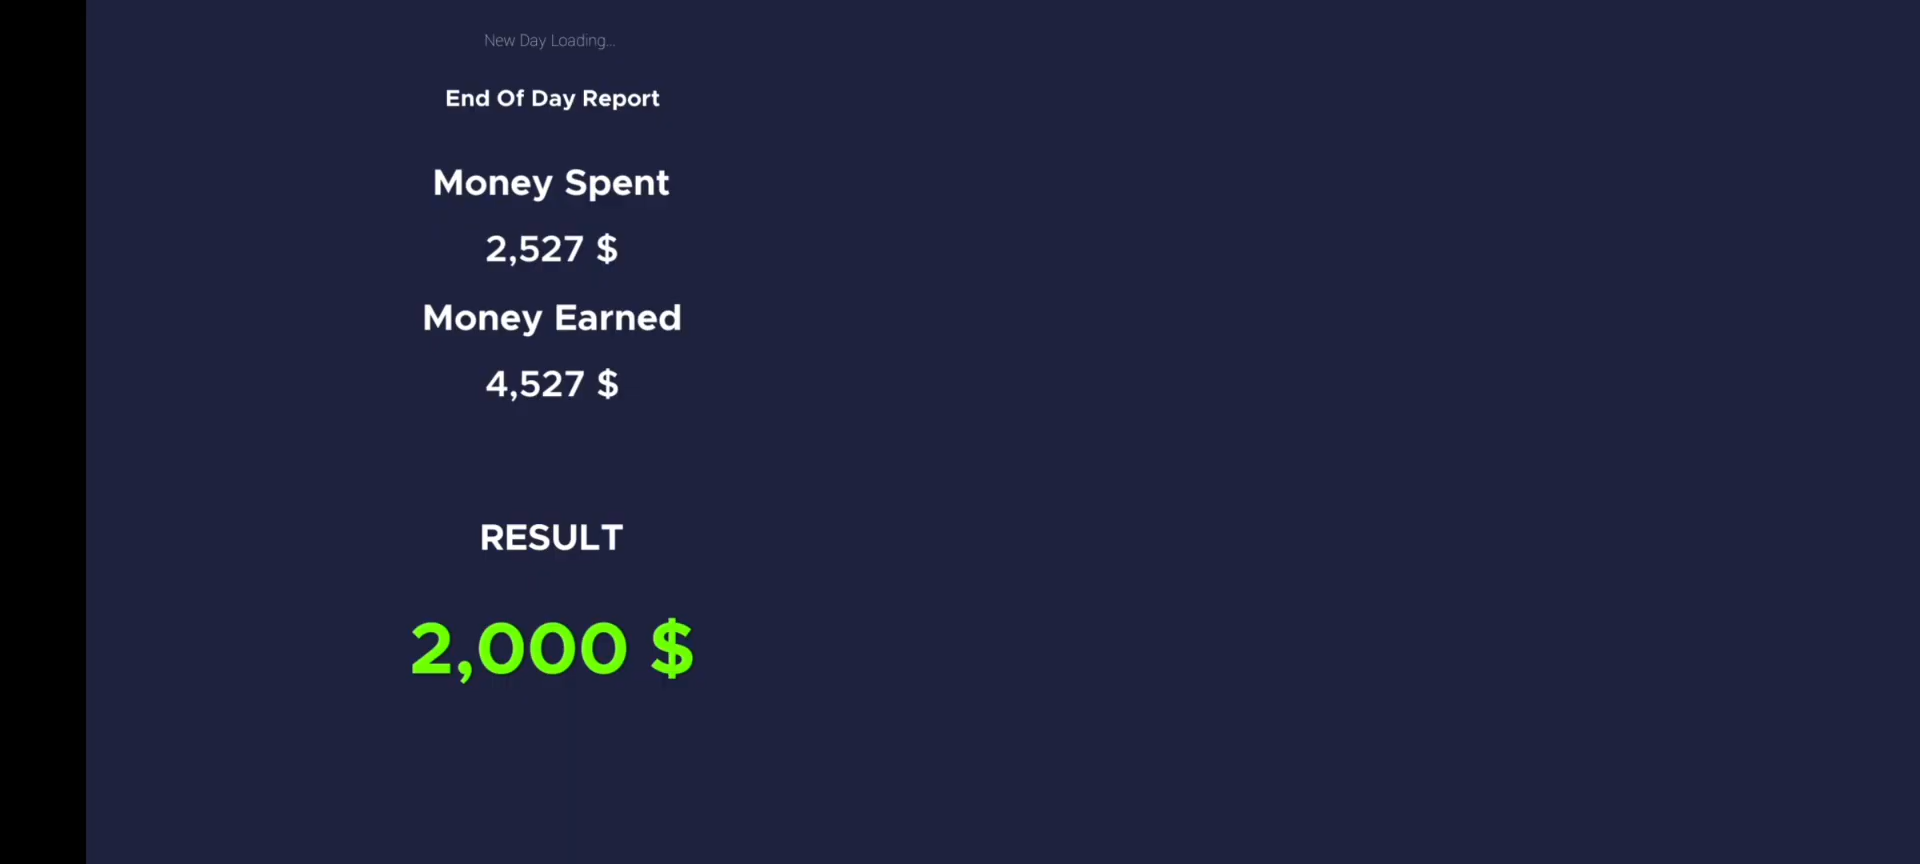 New Day Loading...
End Of Day Report
Money Spent
2,527 $
Money Earned
4,527 $
RESULT
2,000 $